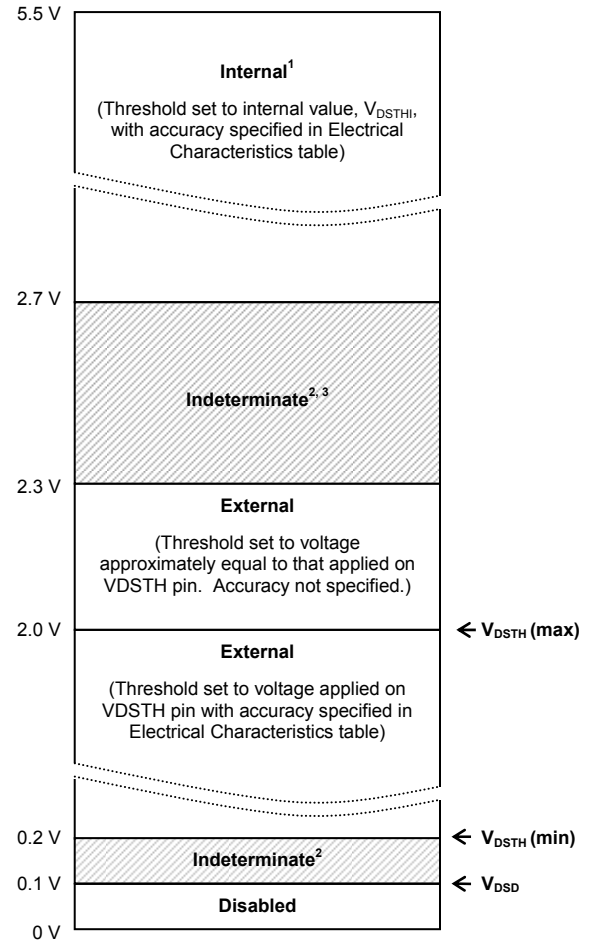 5.5 V
Internal1
(Threshold set to internal value, VDSTHI,
with accuracy specified in Electrical
Characteristics table)
2.7 V
Indeterminate2, 3
2.3 V
External
(Threshold set to voltage
approximately equal to that applied on
VDSTH pin. Accuracy not specified.)
2.0 V
VDSTH (max)
External
(Threshold set to voltage applied on
VDSTH pin with accuracy specified in
Electrical Characteristics table)
0.2 V
VDSTH (min)
Indeterminate2
0.1 V
VDSD
Disabled
0 V